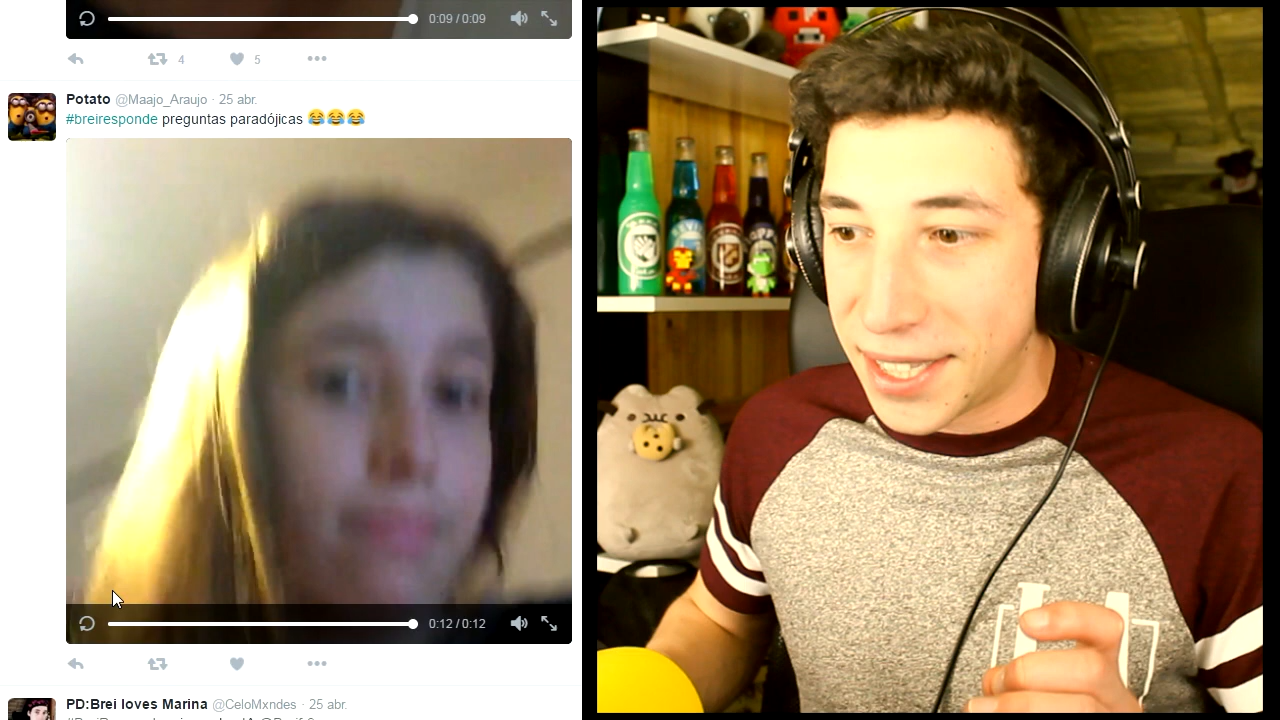 0:09 / 0:09
4
5
Potato @Maajo_Araujo · 25 abr.
#breiresponde preguntas paradójicas 😂😂😂
0:12 / 0:12
PD:Brei loves Marina @CeloMxndes · 25 abr.